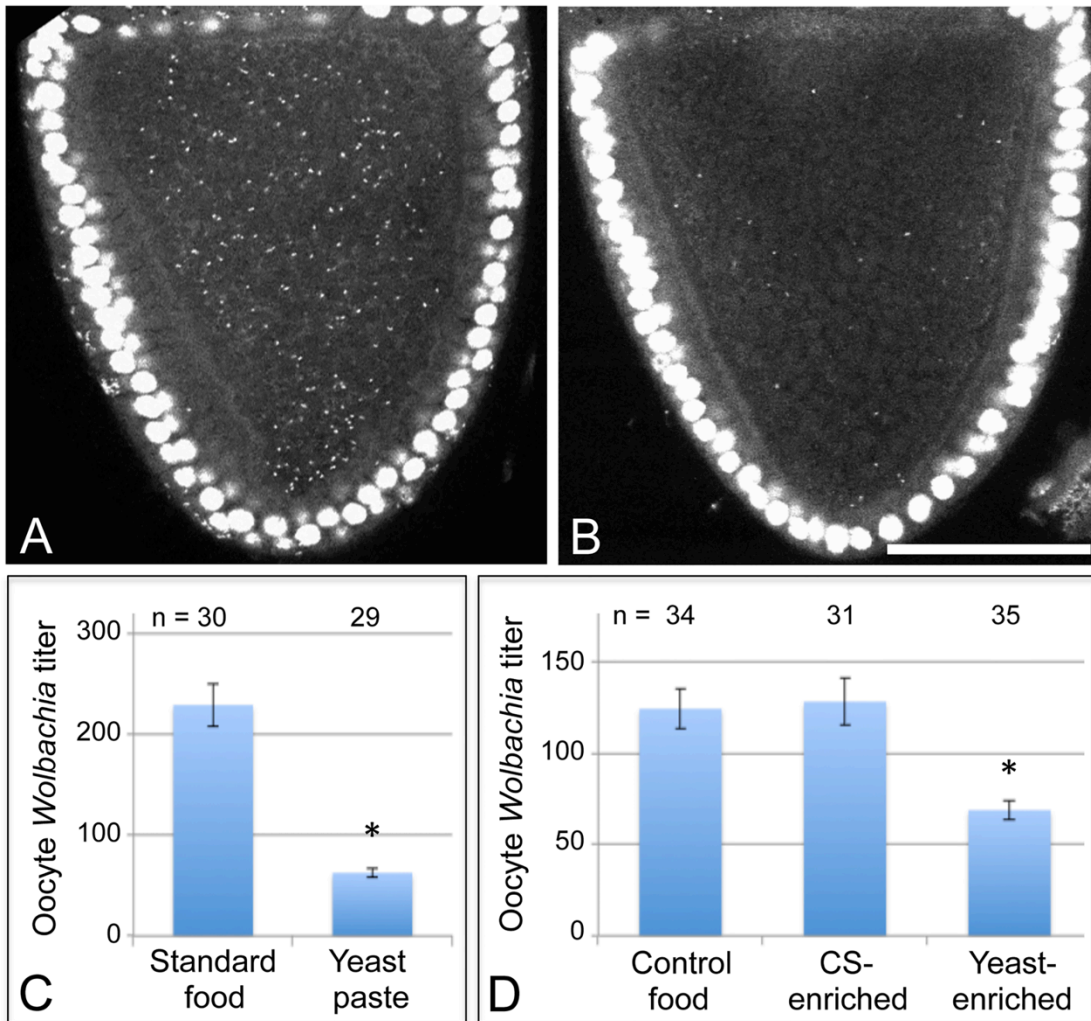 A
B
n = 30 29
300
200
100
0
Oocyte Wolbachia titer
*
Standard food
Yeast paste
C
n = 34 31 35
150
100
50
0
Oocyte Wolbachia titer
*
Control food
CS-enriched
Yeast-enriched
D